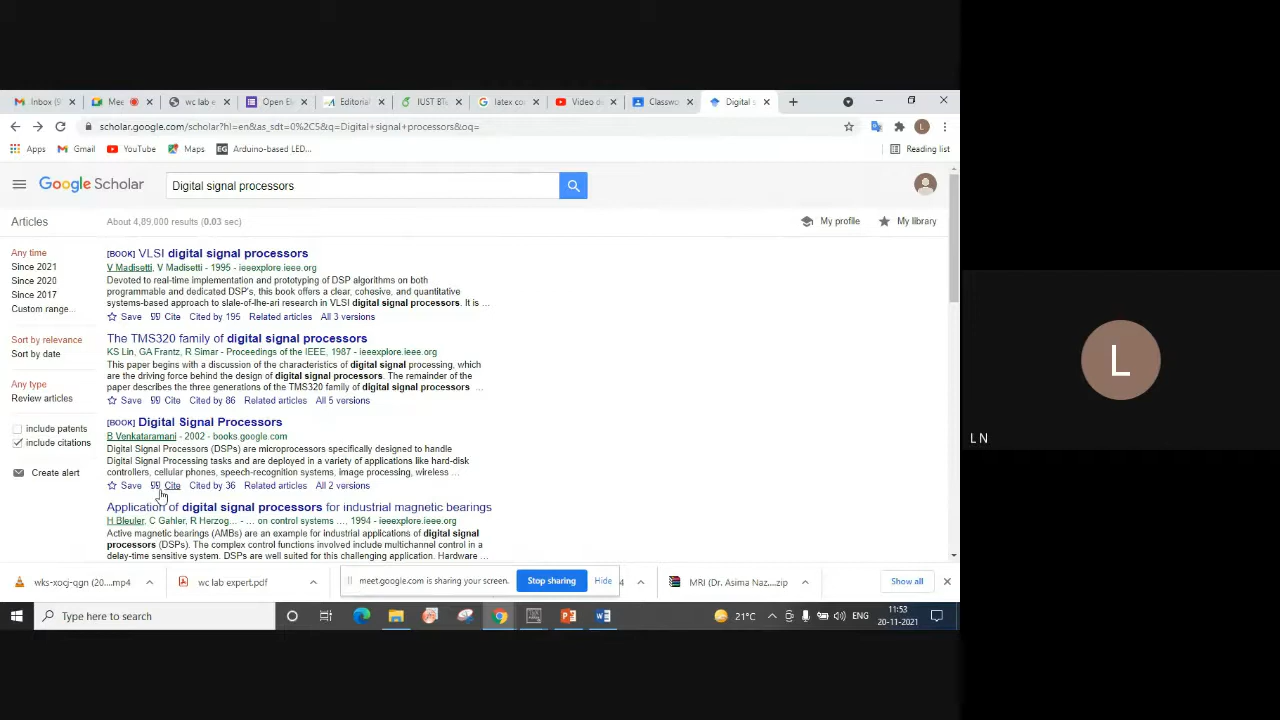 Inbox (9
Mee
wc lab e
Open El
Editorial
IUST BTe
latex co
Video d
Classwo
Digital s
scholar.google.com/scholar?hl=en&as_sdt=0%2C5&q=Digital+signal+processors&oq=
Apps
Gmail
YouTube
Maps
EG Arduino-based LED...
Reading list
L
Google Scholar
Digital signal processors
Articles
About 4,89,000 results (0.03 sec)
My profile
My library
Any time
Since 2021
Since 2020
Since 2017
Custom range...
Sort by relevance
Sort by date
Any type
Review articles
include patents
include citations
Create alert
[BOOK] VLSI digital signal processors
V Madisetti, V Madisetti - 1995 - ieeexplore.ieee.org
Devoted to real-time implementation and prototyping of DSP algorithms on both
programmable and dedicated DSP's, this book offers a clear, cohesive, and quantitative
systems-based approach to slale-of-lhe-ari research in VLSI digital signal processors. It is ...
Save Cite Cited by 195 Related articles All 3 versions
The TMS320 family of digital signal processors
KS Lin, GA Frantz, R Simar - Proceedings of the IEEE, 1987 - ieeexplore.ieee.org
This paper begins with a discussion of the characteristics of digital signal processing, which
are the driving force behind the design of digital signal processors. The remainder of the
paper describes the three generations of the TMS320 family of digital signal processors ...
Save Cite Cited by 86 Related articles All 5 versions
[BOOK] Digital Signal Processors
B Venkataramani - 2002 - books.google.com
Digital Signal Processors (DSPs) are microprocessors specifically designed to handle
Digital Signal Processing tasks and are deployed in a variety of applications like hard-disk
controllers, cellular phones, speech-recognition systems, image processing, wireless ...
Save Cite Cited by 36 Related articles All 2 versions
Application of digital signal processors for industrial magnetic bearings
H Bleuler, C Gahler, R Herzog... - ... on control systems ..., 1994 - ieeexplore.ieee.org
Active magnetic bearings (AMBs) are an example for industrial applications of digital signal
processors (DSPs). The complex control functions involve include multichannel control in a
delay-time sensitive system. DSPs are well suited for this challenging application. Hardware ...
wks-xocj-qgn (20....mp4
wc lab expert.pdf
meet.google.com is sharing your screen.
Stop sharing
Hide
4
MRI (Dr. Asima Naz,...zip
Show all
Type here to search
21°C
ENG
11:53
20-11-2021
L
L N